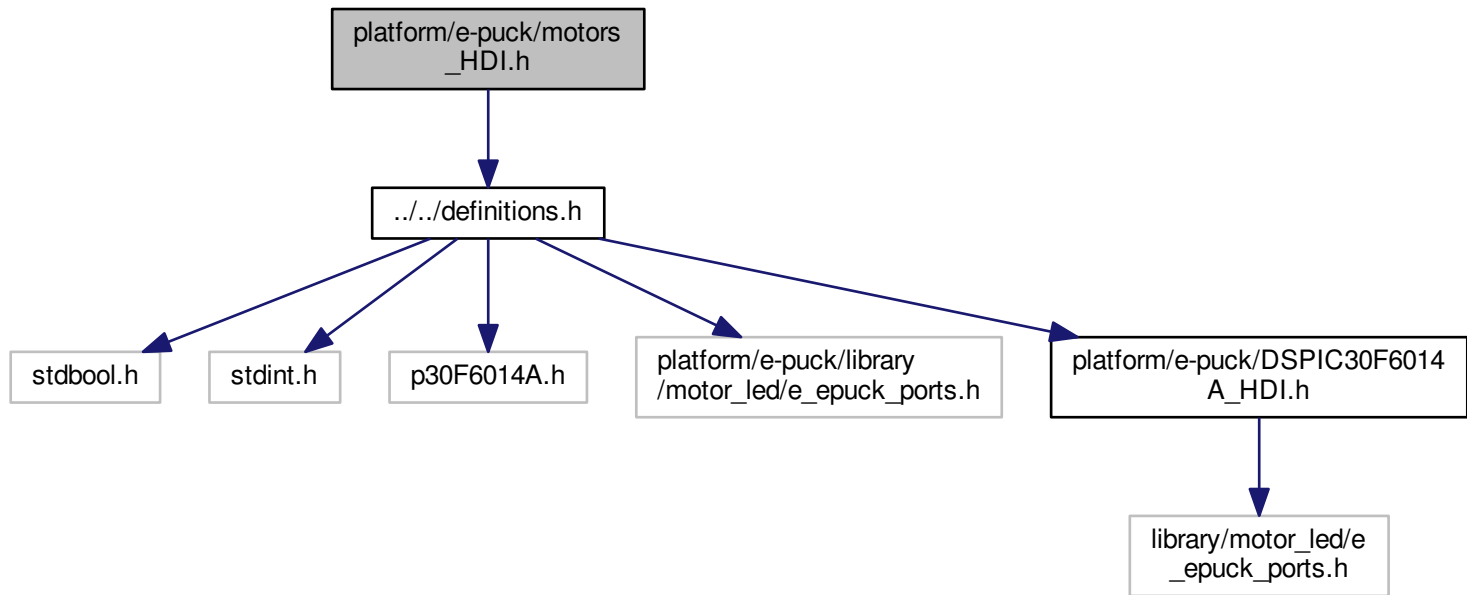 platform/e-puck/motors
_HDI.h
../../definitions.h
stdbool.h
stdint.h
p30F6014A.h
platform/e-puck/library
/motor_led/e_epuck_ports.h
platform/e-puck/DSPIC30F6014
A_HDI.h
library/motor_led/e
_epuck_ports.h